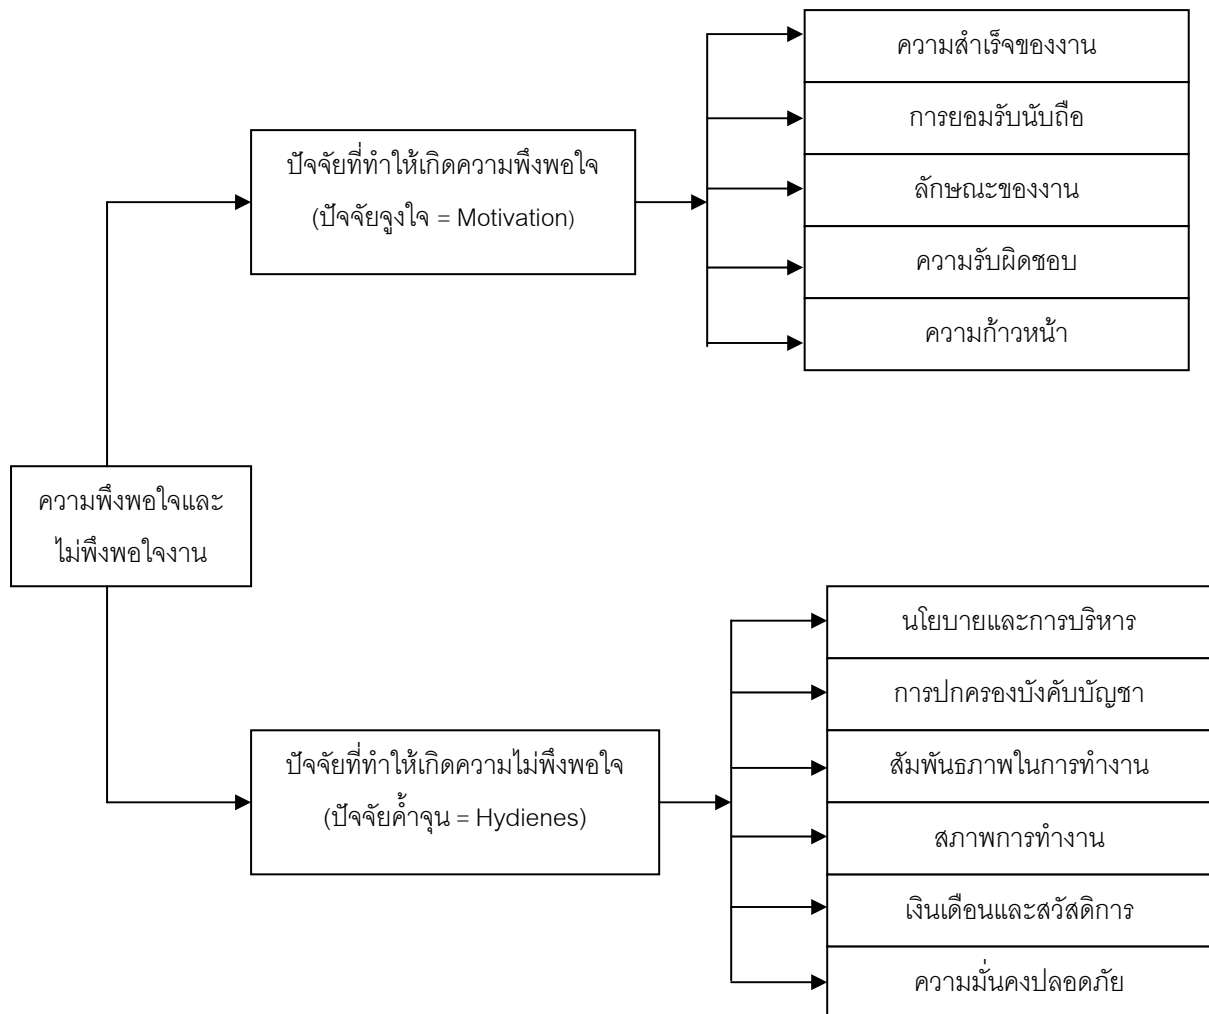 ความสำเร็จของงาน
การยอมรับนับถือ
ปัจจัยที่ทำให้เกิดความพึงพอใจ
(ปัจจัยจูงใจ = Motivation)
ลักษณะของงาน
ความรับผิดชอบ
ความก้าวหน้า
ความพึงพอใจและ
ไม่พึงพอใจงาน
นโยบายและการบริหาร
การปกครองบังคับบัญชา
ปัจจัยที่ทำให้เกิดความไม่พึงพอใจ
(ปัจจัยค้ำจุน = Hydienes)
สัมพันธภาพในการทำงาน
สภาพการทำงาน
เงินเดือนและสวัสดิการ
ความมั่นคงปลอดภัย